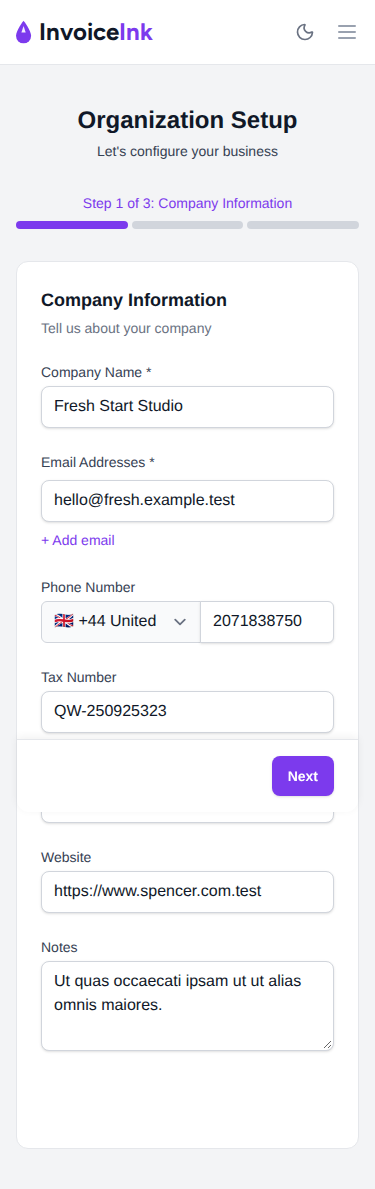 InvoiceInk
Organization Setup
Let's configure your business
Step 1 of 3: Company Information
Company Information
Tell us about your company
Company Name *
Fresh Start Studio
Email Addresses *
hello@fresh.example.test
+ Add email
Phone Number
🇬🇧 +44 United
2071838750
Tax Number
QW-250925323
Next
Website
https://www.spencer.com.test
Notes
Ut quas occaecati ipsam ut ut alias
omnis maiores.